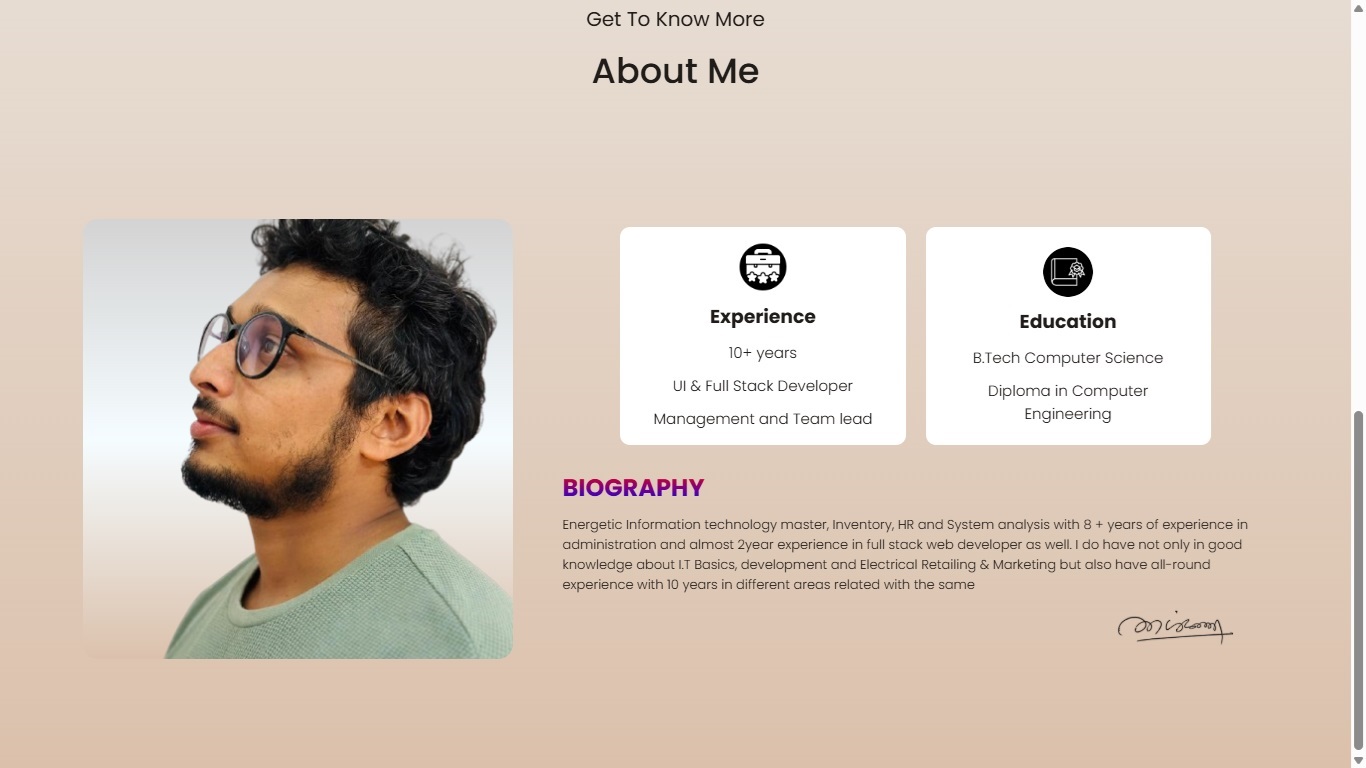 Get To Know More
About Me
Experience
10+ years
UI & Full Stack Developer
Management and Team lead
Education
B.Tech Computer Science
Diploma in Computer
Engineering
BIOGRAPHY
Energetic Information technology master, Inventory, HR and System analysis with 8 + years of experience in
administration and almost 2year experience in full stack web developer as well. I do have not only in good
knowledge about I.T Basics, development and Electrical Retailing & Marketing but also have all-round
experience with 10 years in different areas related with the same